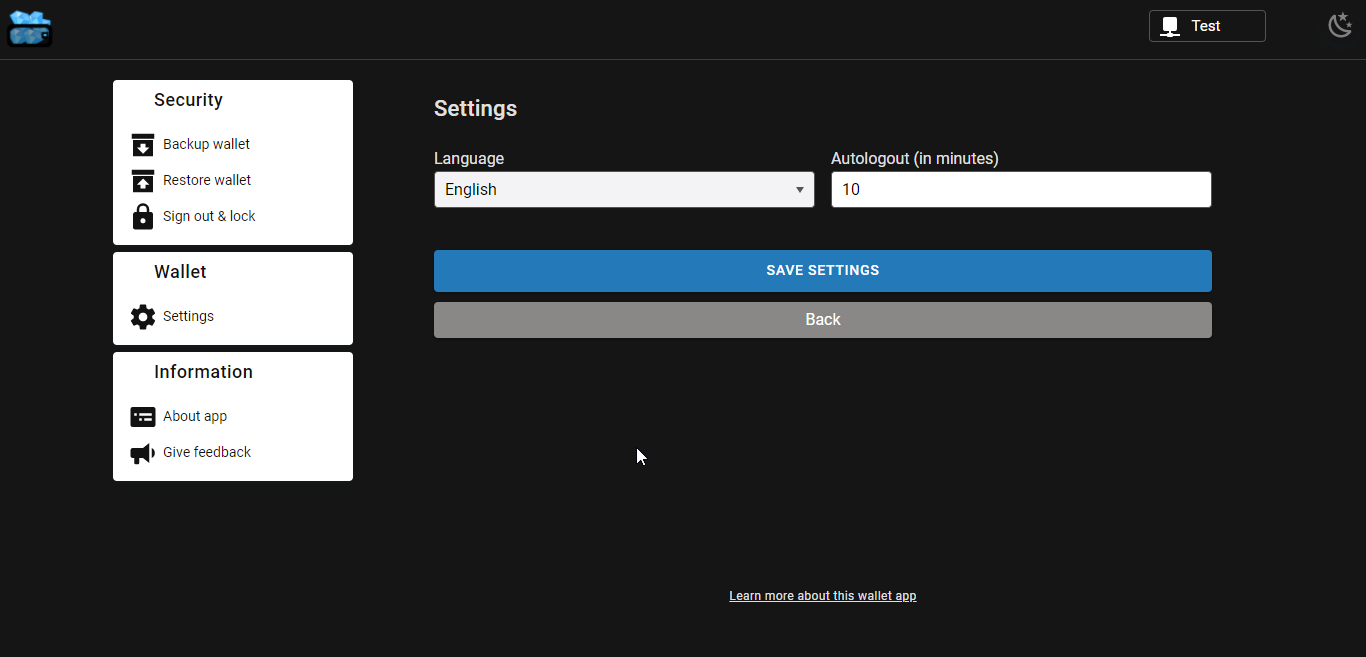 Test
Security
Backup wallet
Restore wallet
Sign out & lock
Wallet
Settings
Information
About app
Give feedback
Settings
Language
English
Autologout (in minutes)
10
SAVE SETTINGS
Back
Learn more about this wallet app